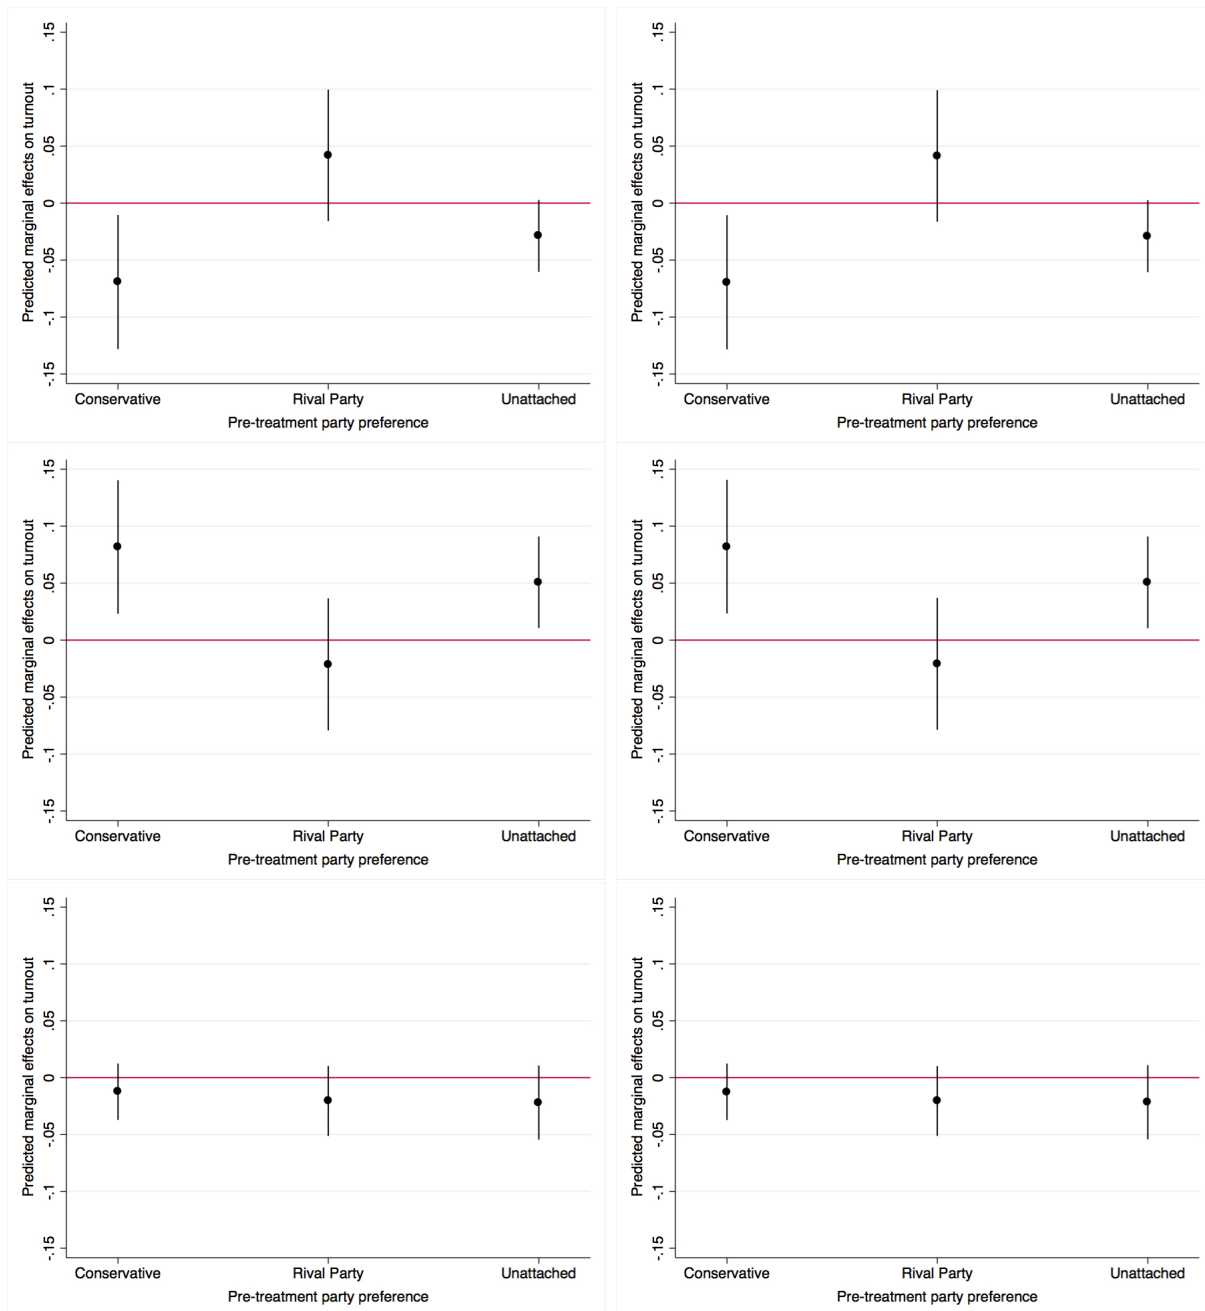 Predicted marginal effects on turnout
.15
.1
.05
0
-.05
-.1
-.15
Conservative Rival Party Unattached
Pre-treatment party preference
Predicted marginal effects on turnout
.15
.1
.05
0
-.05
-.1
-.15
Conservative Rival Party Unattached
Pre-treatment party preference
Predicted marginal effects on turnout
.15
.1
.05
0
-.05
-.1
-.15
Conservative Rival Party Unattached
Pre-treatment party preference
Predicted marginal effects on turnout
.15
.1
.05
0
-.05
-.1
-.15
Conservative Rival Party Unattached
Pre-treatment party preference
Predicted marginal effects on turnout
.15
.1
.05
0
-.05
-.1
-.15
Conservative Rival Party Unattached
Pre-treatment party preference
Predicted marginal effects on turnout
.15
.1
.05
0
-.05
-.1
-.15
Conservative Rival Party Unattached
Pre-treatment party preference